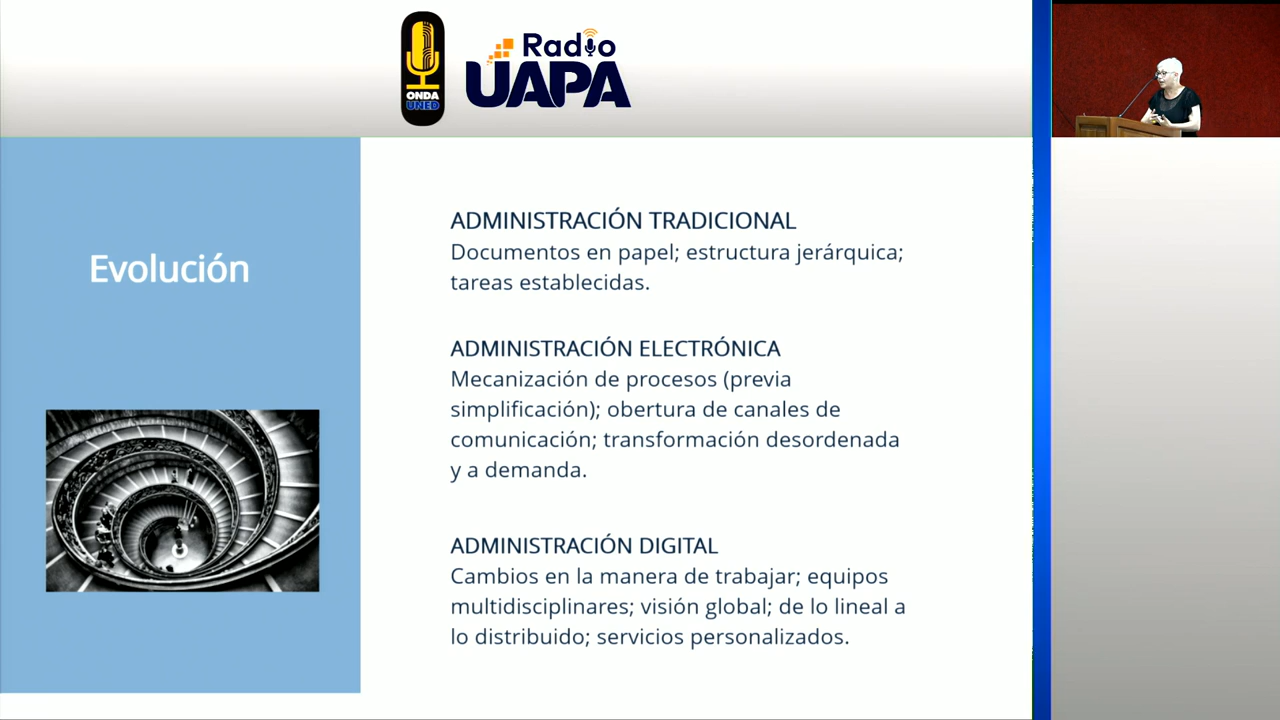 ONDA
UNED
Radio
UAPA
Evolución
ADMINISTRACIÓN TRADICIONAL
Documentos en papel; estructura jerárquica;
tareas establecidas.
ADMINISTRACIÓN ELECTRÓNICA
Mecanización de procesos (previa
simplificación); obertura de canales de
comunicación; transformación desordenada
y a demanda.
ADMINISTRACIÓN DIGITAL
Cambios en la manera de trabajar; equipos
multidisciplinares; visión global; de lo lineal a
lo distribuido; servicios personalizados.